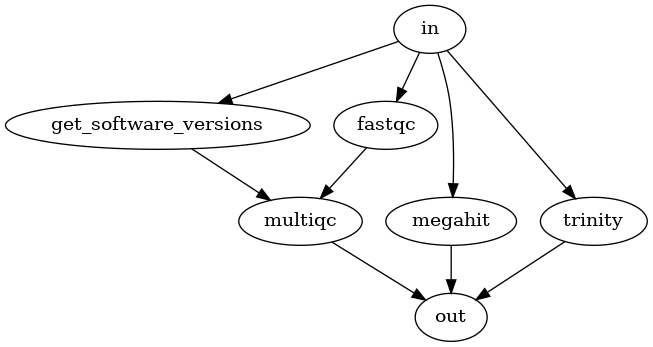 in
get_software_versions
fastqc
multiqc
megahit
trinity
out